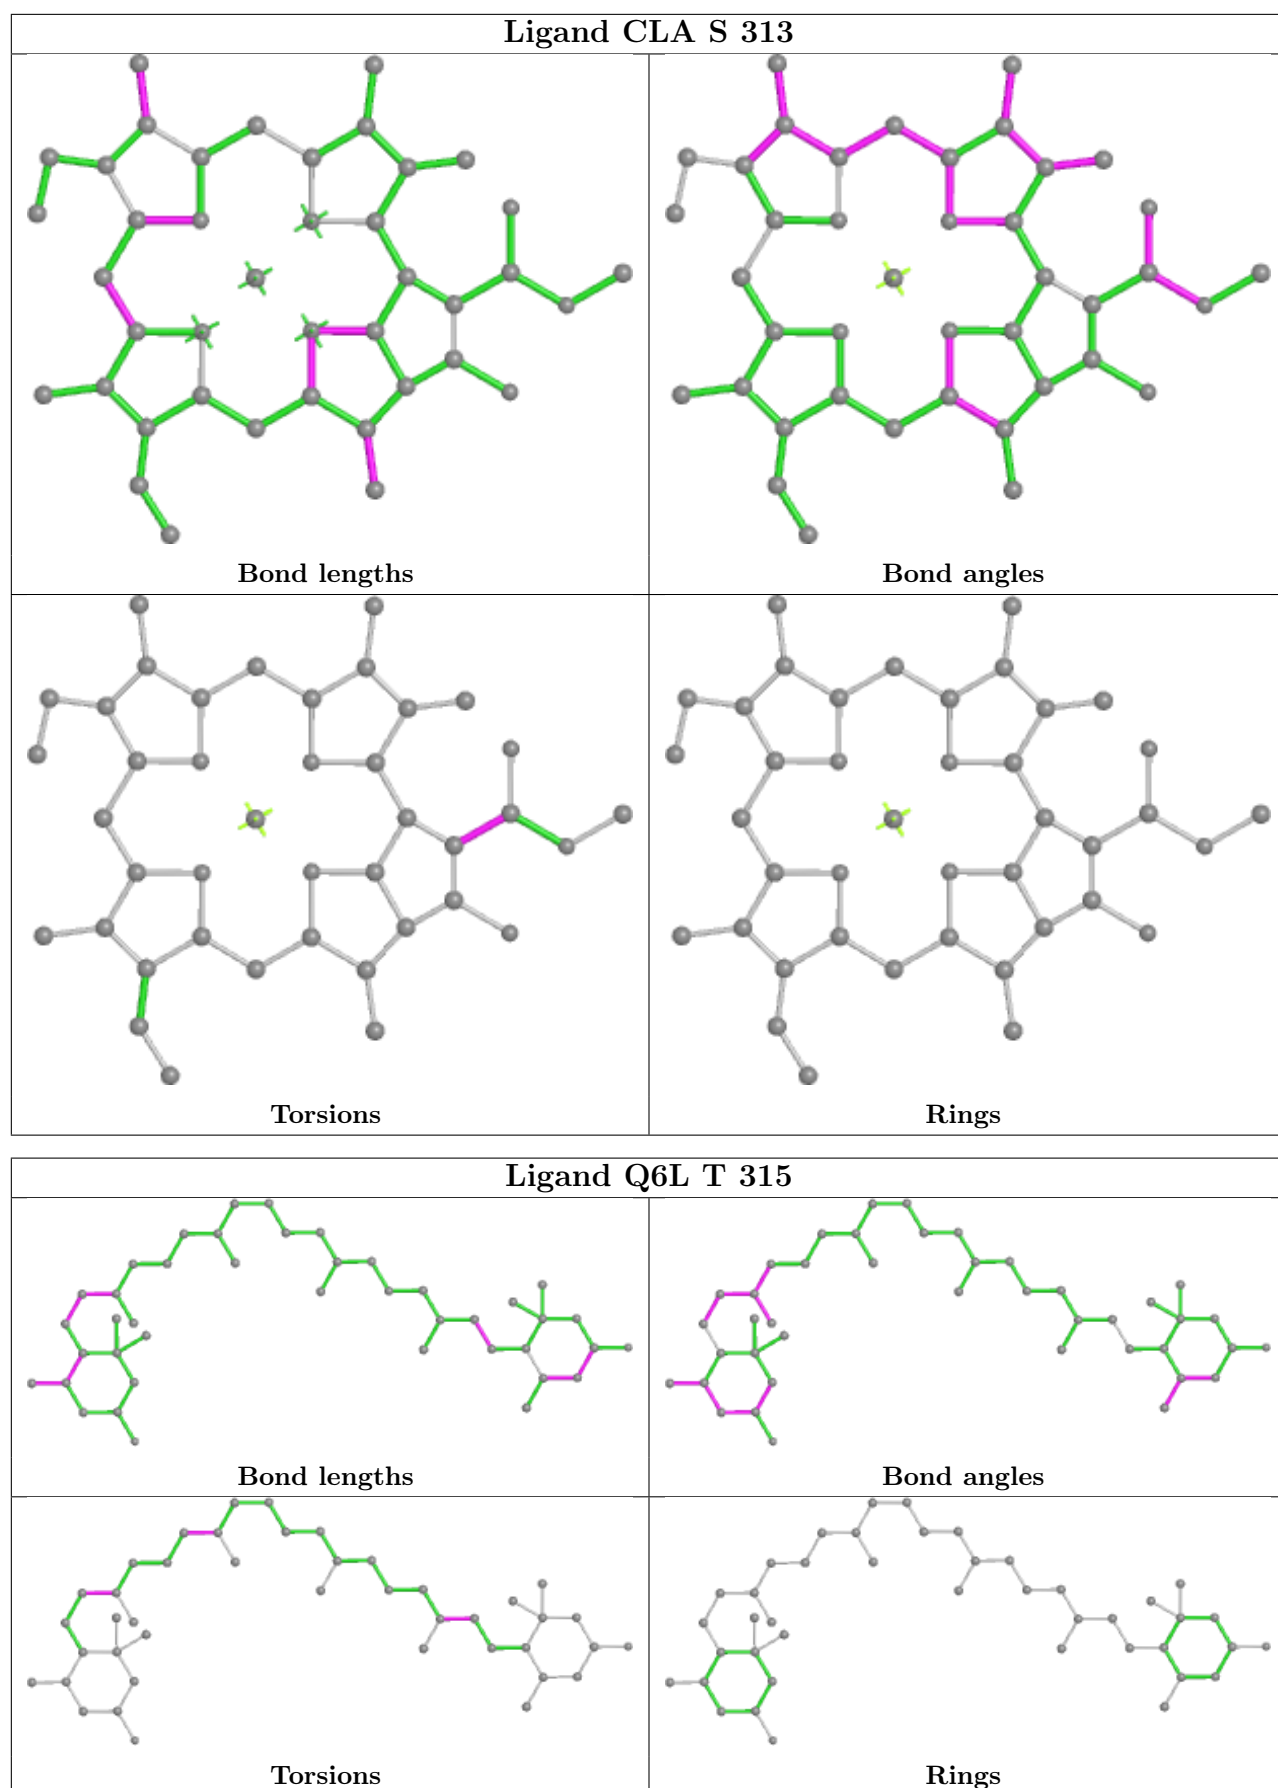 Ligand CLA S 313
Bond lengths
Bond angles
Torsions
Rings
Ligand Q6L T 315
Bond lengths
Bond angles
Torsions
Rings